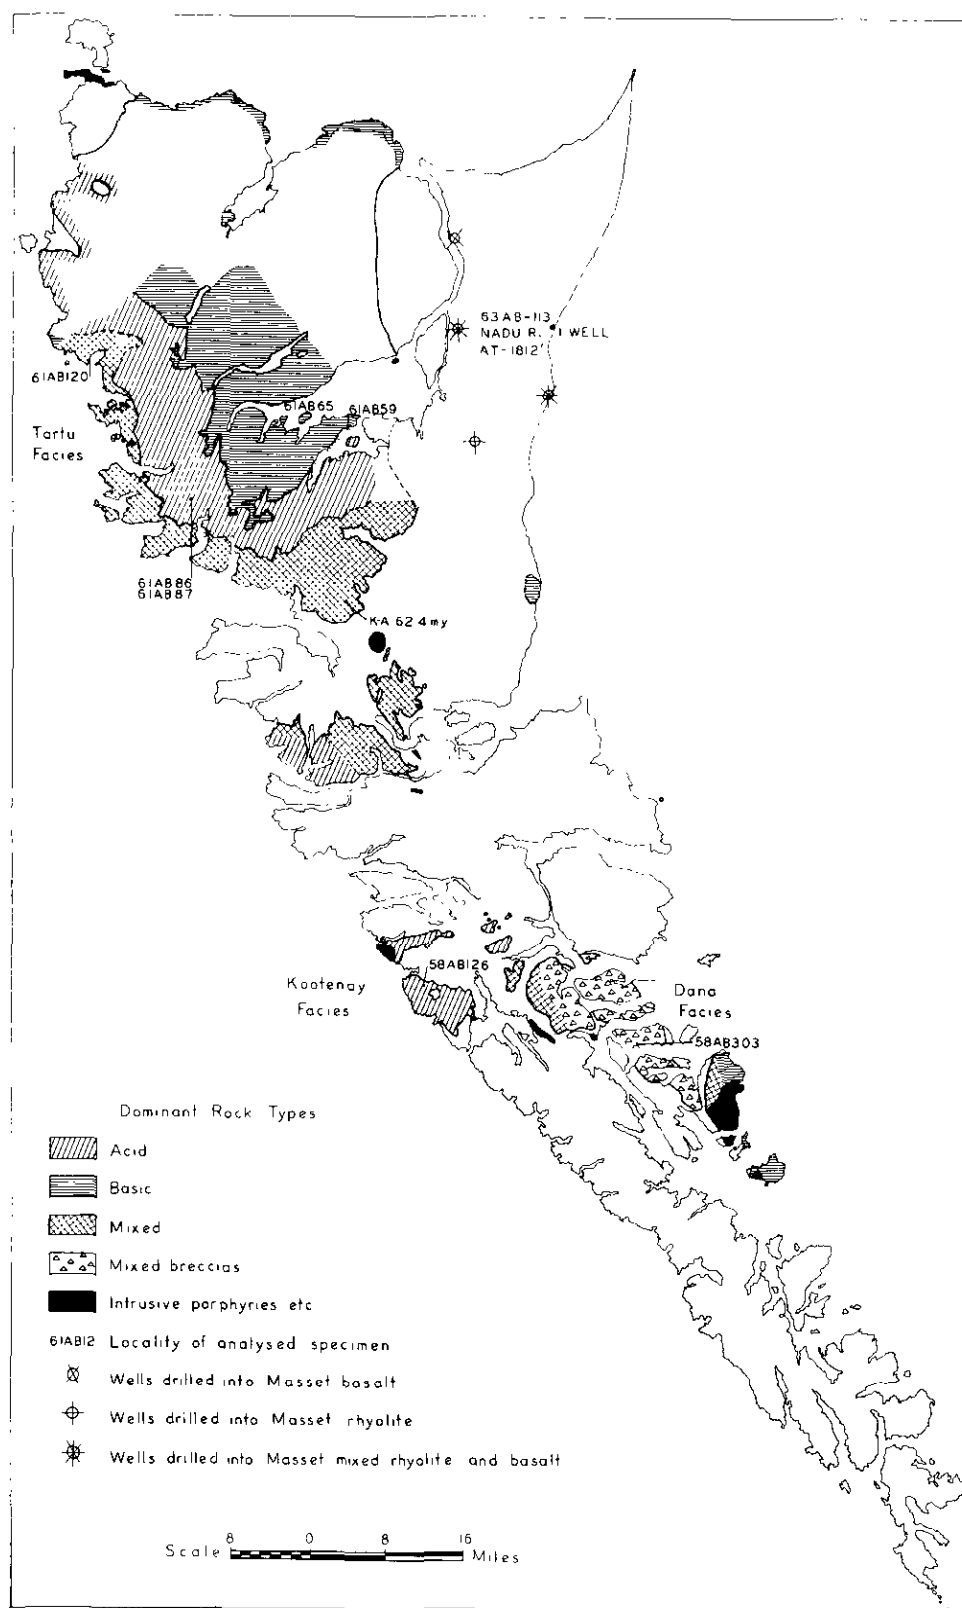 63AB-113
NADU R. #1 WELL
AT-1812'
61AB120
61AB65
61AB59
Tartu
Facies
61AB86
61AB87
K-A 62.4 my
58AB126
Kootenay
Facies
Dana
Facies
58AB303
Dominant Rock Types
Acid
Basic
Mixed
Mixed breccias
Intrusive porphyries etc
61AB12 Locality of analysed specimen
Wells drilled into Masset basalt
Wells drilled into Masset rhyolite
Wells drilled into Masset mixed rhyolite and basalt
8 0 8 16
Scale Miles